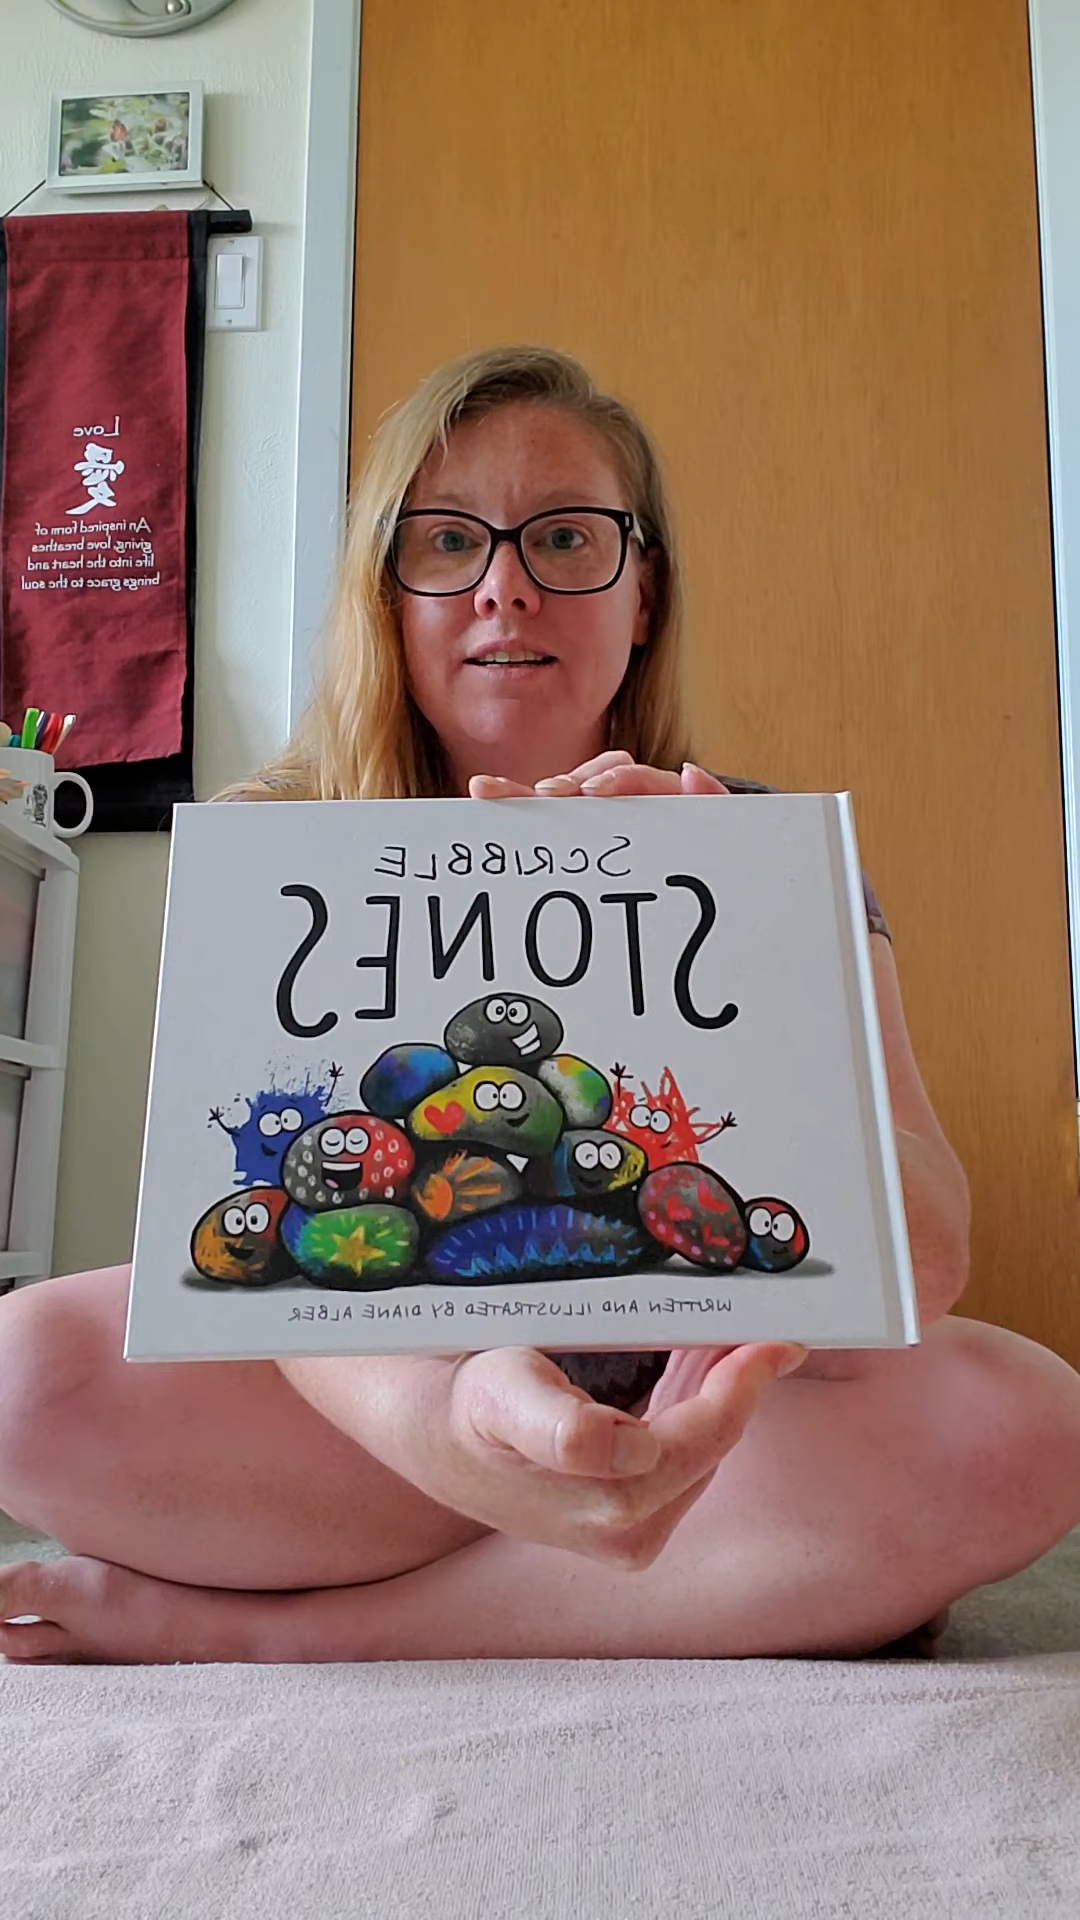 Love
愛
An inspired form of
giving, love breathes
life into the heart and
brings grace to the soul
SCRIBBLE
STONES
WRITTEN AND ILLUSTRATED BY DIANE ALBER